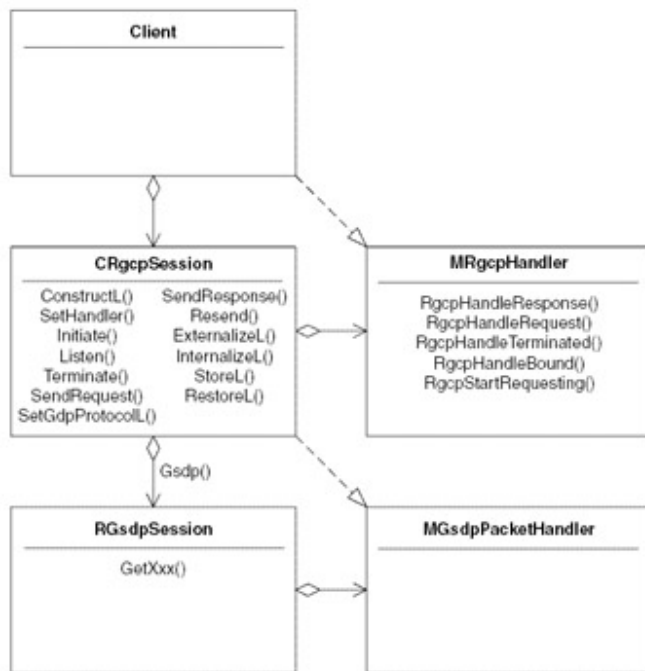 Client
CRgcpSession
ConstructL() SendResponse()
SetHandler() Resend()
Initiate() ExternalizeL()
Listen() InternalizeL()
Terminate() StoreL()
SendRequest() RestoreL()
SetGdpProtocolL()
MRgcpHandler
RgcpHandleResponse()
RgcpHandleRequest()
RgcpHandleTerminated()
RgcpHandleBound()
RgcpStartRequesting()
Gsdp()
RGsdpSession
GetXxx()
MGsdpPacketHandler